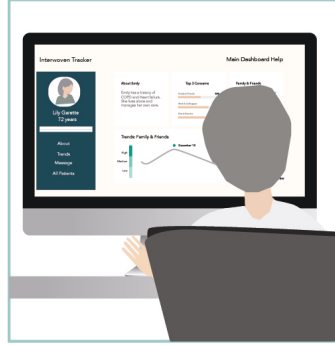 Interwoven Tracker
Main Dashboard Help
Lily Garette
72 years
About
Trends
Message
All Patients
About Emily
Emily has a history of
COPD and Heart Failure
She lives alone and
manages her own care.
Top 3 Concerns
Family & Friends
Trends: Family & Friends
December 15
High
Medium
Low